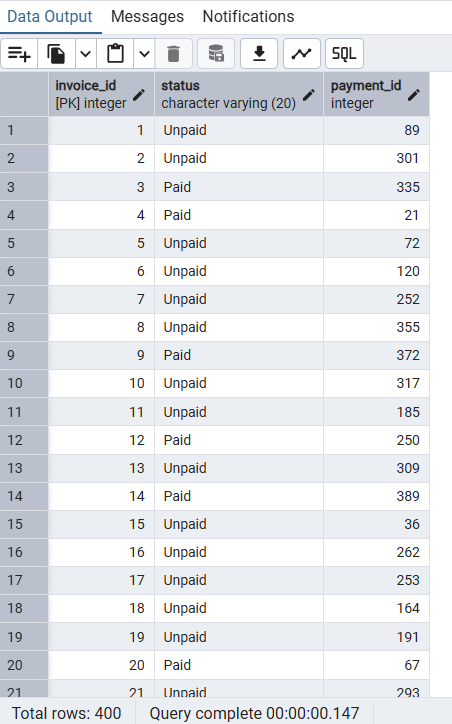 Data Output Messages Notifications
SQL
invoice_id status payment_id
[PK] integer character varying (20) integer
1 1 Unpaid 89
2 2 Unpaid 301
3 3 Paid 335
4 4 Paid 21
5 5 Unpaid 72
6 6 Unpaid 120
7 7 Unpaid 252
8 8 Unpaid 355
9 9 Paid 372
10 10 Unpaid 317
11 11 Unpaid 185
12 12 Paid 250
13 13 Unpaid 309
14 14 Paid 389
15 15 Unpaid 36
16 16 Unpaid 262
17 17 Unpaid 253
18 18 Unpaid 164
19 19 Unpaid 191
20 20 Paid 67
21 21 Unpaid 293
Total rows: 400 Query complete 00:00:00.147